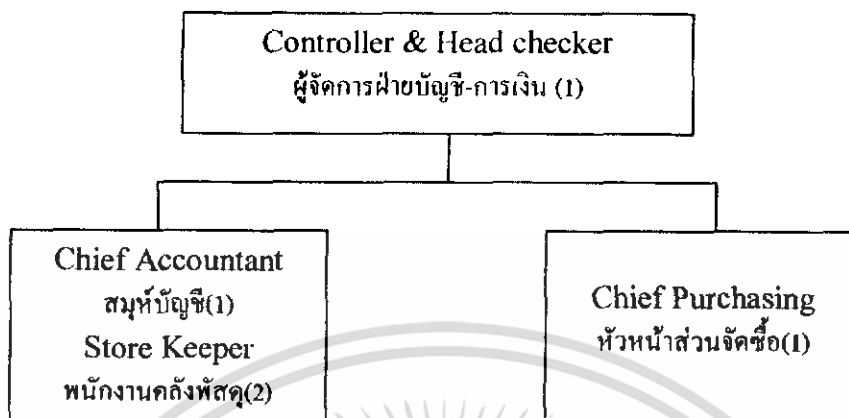 Controller & Head checker
ผู้จัดการฝ่ายบัญชี-การเงิน (1)
Chief Accountant
สมุห์บัญชี(1)
Store Keeper
พนักงานคลังพัสดุ(2)
Chief Purchasing
หัวหน้าส่วนจัดซื้อ(1)